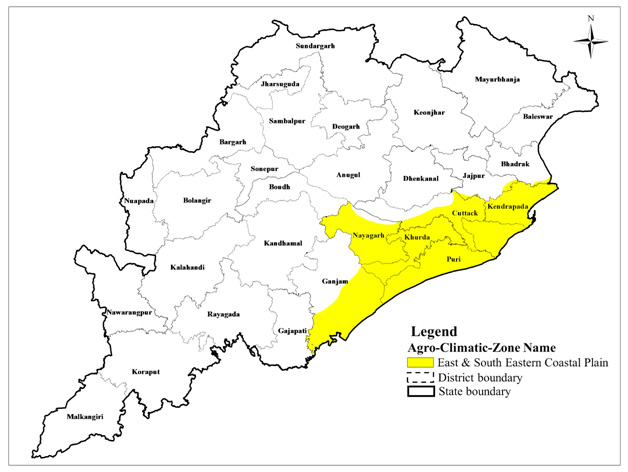 N
Sundargarh
Mayurbhanja
Jharsuguda
Keonjhar
Baleswar
Sambalpur
Deogarh
Bargarh
Bhadrak
Sonepur
Anugul
Dhenkanal
Jajpur
Boudh
Nuapada
Bolangir
Kendrapada
Cuttack
Nayagarh
Khurda
Kandhamal
Puri
Kalahandi
Ganjam
Nawarangpur
Rayagada
Gajapati
Koraput
Malkangiri
Legend
Agro-Climatic-Zone Name
East & South Eastern Coastal Plain
District boundary
State boundary